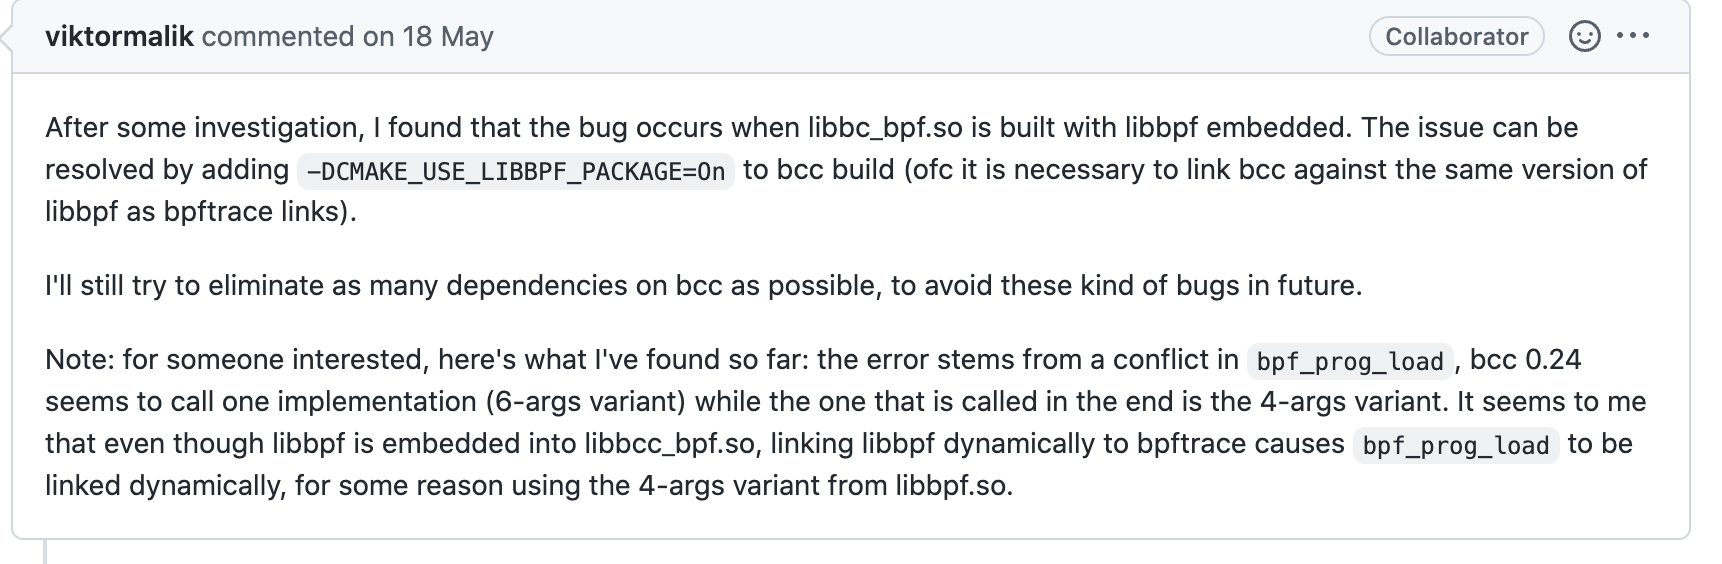 viktormalik commented on 18 May
Collaborator
After some investigation, I found that the bug occurs when libbc_bpf.so is built with libbpf embedded. The issue can be
resolved by adding -DCMAKE_USE_LIBBPF_PACKAGE=On to bcc build (ofc it is necessary to link bcc against the same version of
libbpf as bpftrace links).
I'll still try to eliminate as many dependencies on bcc as possible, to avoid these kind of bugs in future.
Note: for someone interested, here's what I've found so far: the error stems from a conflict in bpf_prog_load, bcc 0.24
seems to call one implementation (6-args variant) while the one that is called in the end is the 4-args variant. It seems to me
that even though libbpf is embedded into libbcc_bpf.so, linking libbpf dynamically to bpftrace causes bpf_prog_load to be
linked dynamically, for some reason using the 4-args variant from libbpf.so.